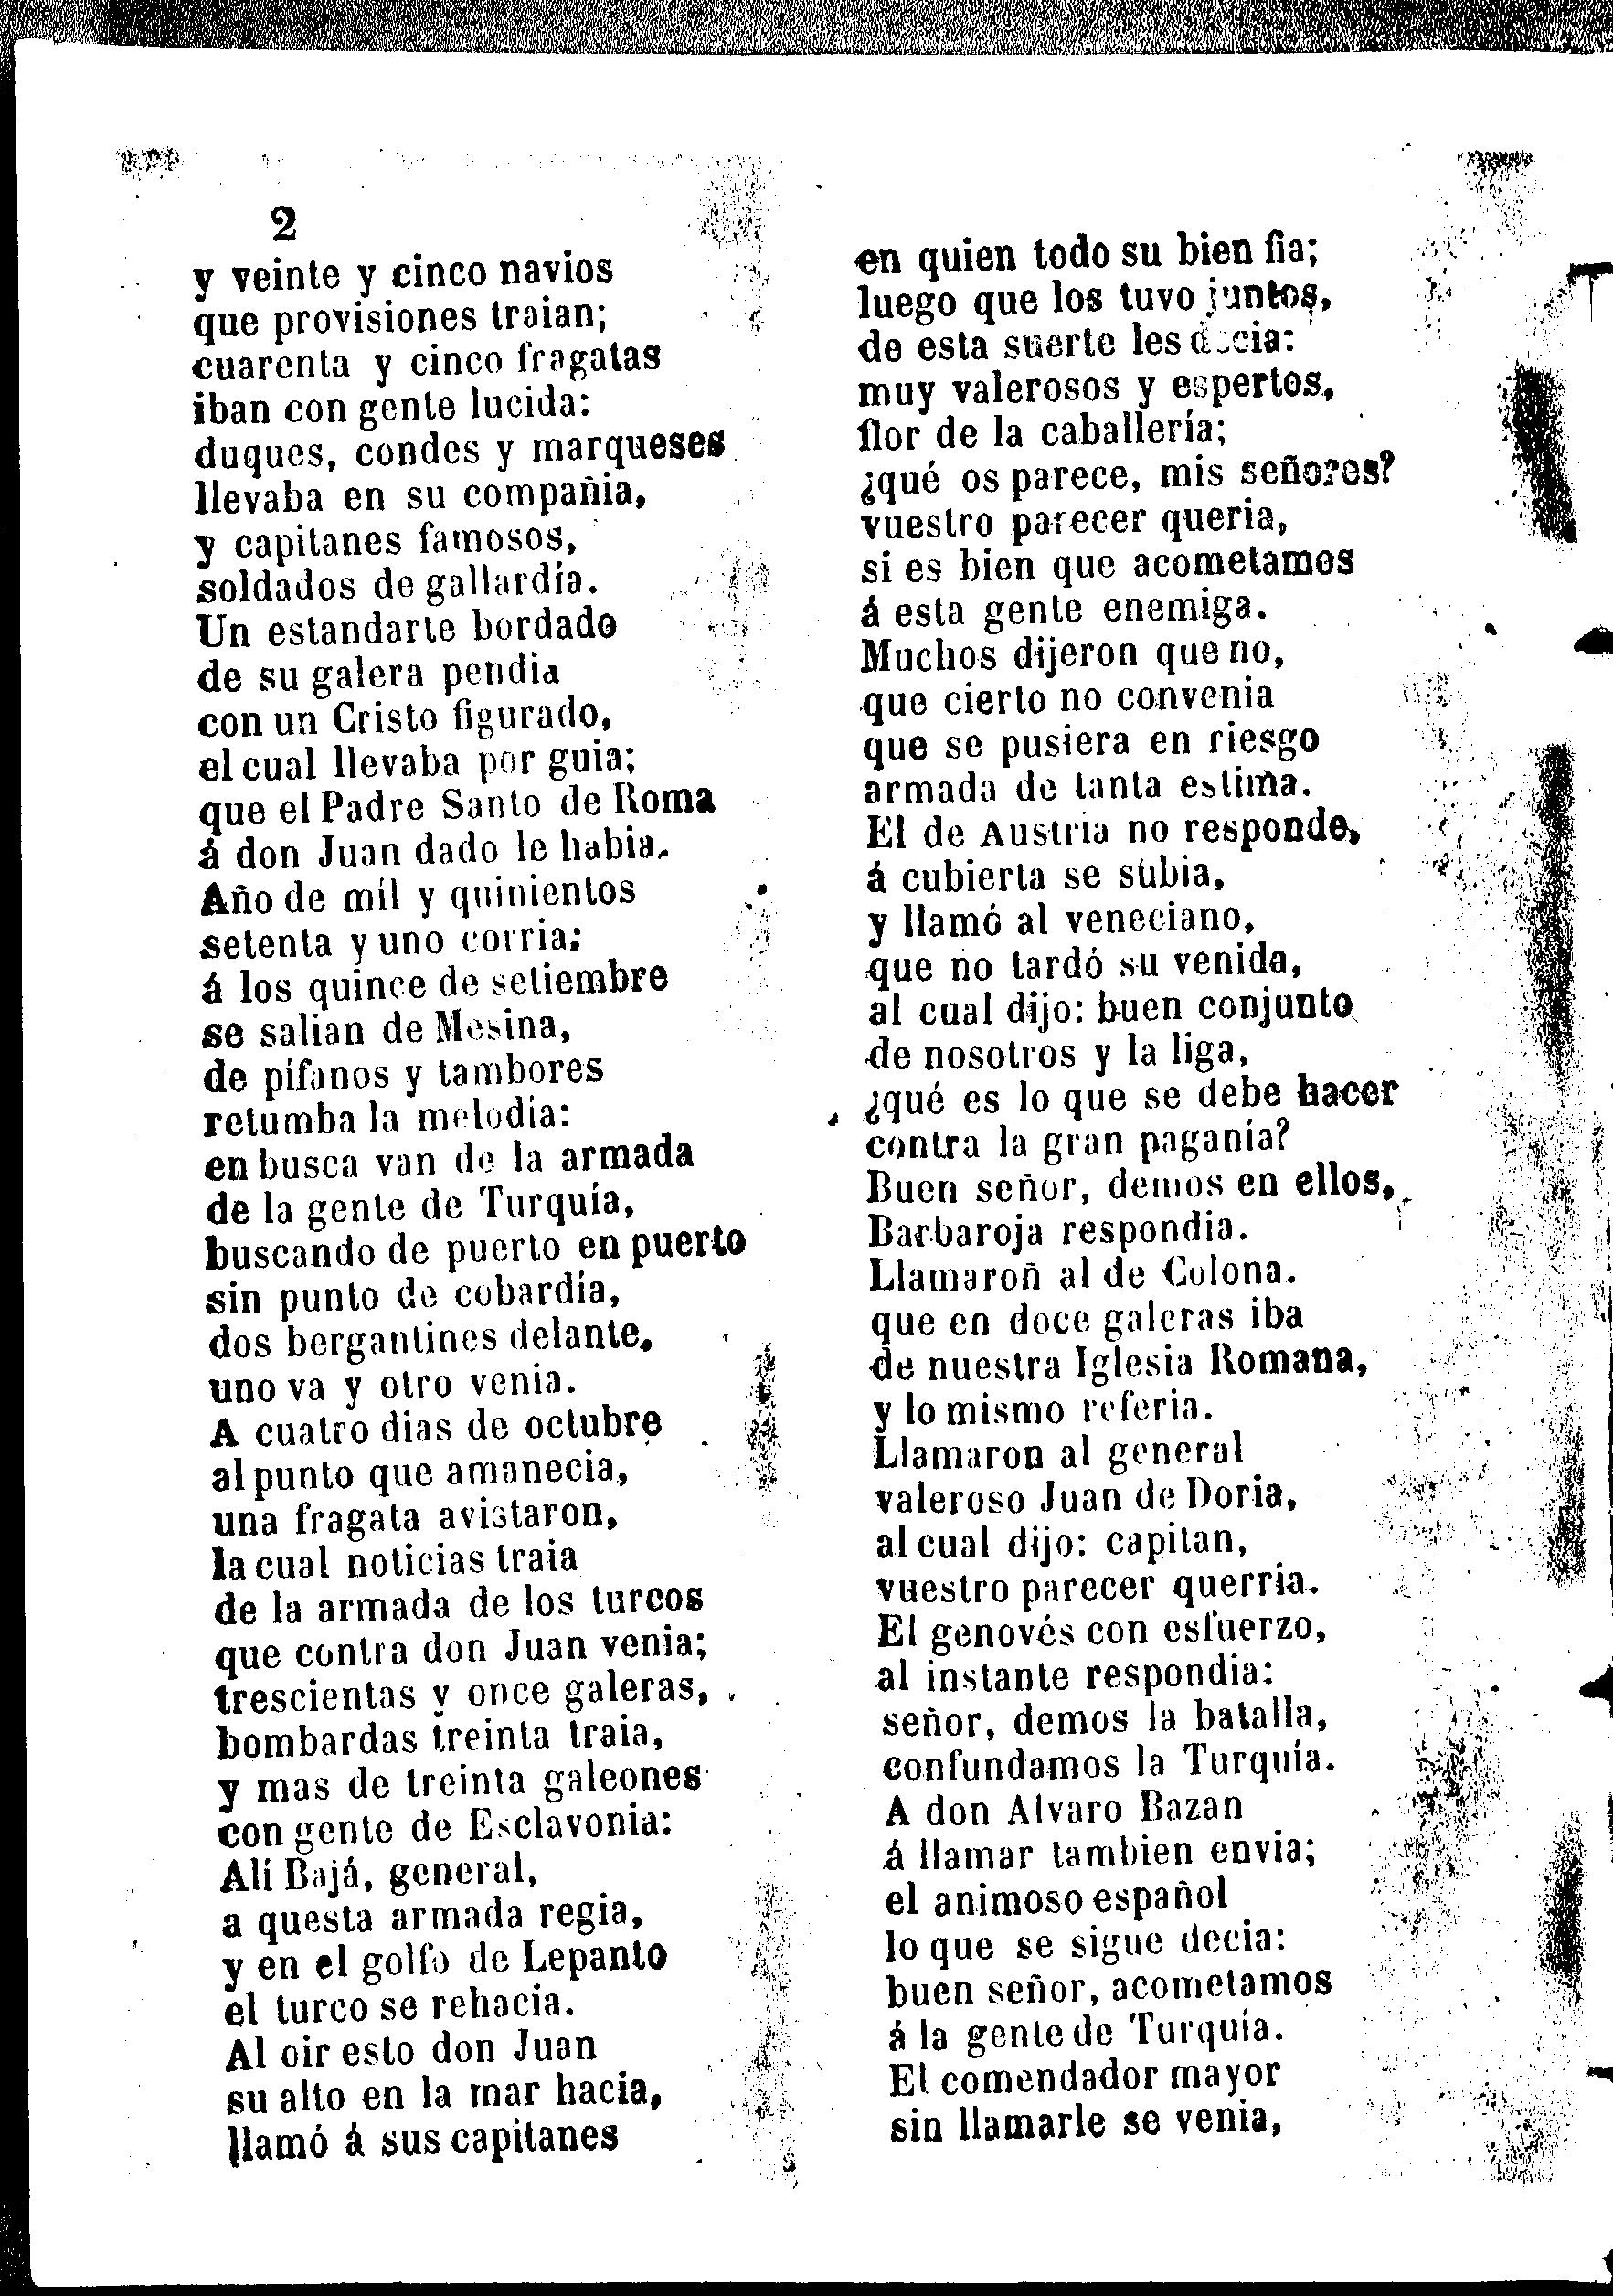 2
y veinte y cinco navios
que provisiones traian;
cuarenta y cinco fragatas
iban con gente lucida:
duques, condes y marqueses
llevaba en su compañia,
y capitanes famosos,
soldados de gallardía.
Un estandarte bordado
de su galera pendia
con un Cristo figurado,
el cual llevaba por guia;
que el Padre Santo de Roma
á don Juan dado le habia.
Año de mil y quinientos
setenta y uno corria;
á los quince de setiembre
se salian de Mesina,
de pífanos y tambores
retumba la melodía:
en busca van de la armada
de la gente de Turquía,
buscando de puerto en puerto
sin punto de cobardía,
dos bergantines delante,
uno va y otro venia.
A cuatro dias de octubre
al punto que amanecia,
una fragata avistaron,
la cual noticias traia
de la armada de los turcos
que contra don Juan venia;
trescientas y once galeras,
bombardas treinta traia,
y mas de treinta galeones
con gente de Esclavonia:
Alí Bajá, general,
a questa armada regia,
y en el golfo de Lepanto
el turco se rehacia.
Al oir esto don Juan
su alto en la mar hacia,
llamó á sus capitanes
en quien todo su bien fia;
luego que los tuvo juntos,
de esta suerte les decia:
muy valerosos y espertos,
flor de la caballería;
¿qué os parece, mis señores?
vuestro parecer queria,
si es bien que acometamos
á esta gente enemiga.
Muchos dijeron que no,
que cierto no convenia
que se pusiera en riesgo
armada de tanta estima.
El de Austria no responde,
á cubierta se subia,
y llamó al veneciano,
que no tardó su venida,
al cual dijo: buen conjunto
de nosotros y la liga,
¿qué es lo que se debe hacer
contra la gran paganía?
Buen señor, demos en ellos,
Barbaroja respondia.
Llamaron al de Colona.
que en doce galeras iba
de nuestra Iglesia Romana,
y lo mismo referia.
Llamaron al general
valeroso Juan de Doria,
al cual dijo: capitan,
vuestro parecer querria.
El genovés con esfuerzo,
al instante respondia:
señor, demos la batalla,
confundamos la Turquía.
A don Alvaro Bazan
á llamar tambien envia;
el animoso español
lo que se sigue decia:
buen señor, acometamos
á la gente de Turquía.
El comendador mayor
sin llamarle se venia,